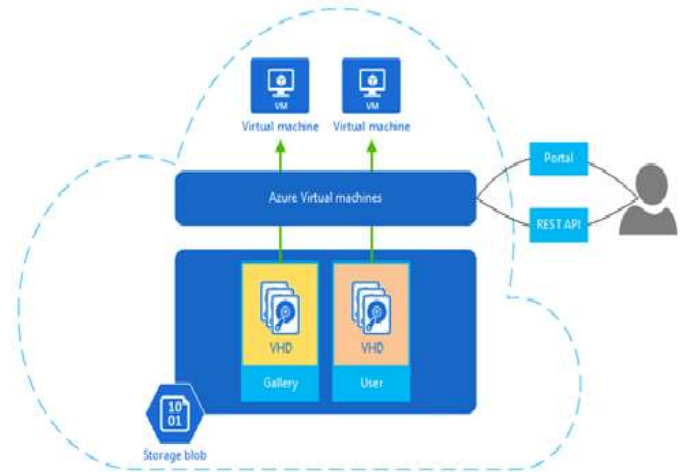 VM
VM
Virtual machine
Virtual machine
Portal
Azure Virtual machines
REST API
VHD
VHD
Gallery
User
10
01
Storage blob